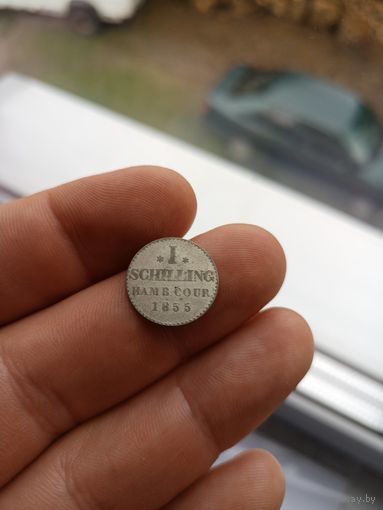 * I *
SCHILLING
HAMB COUR
1855